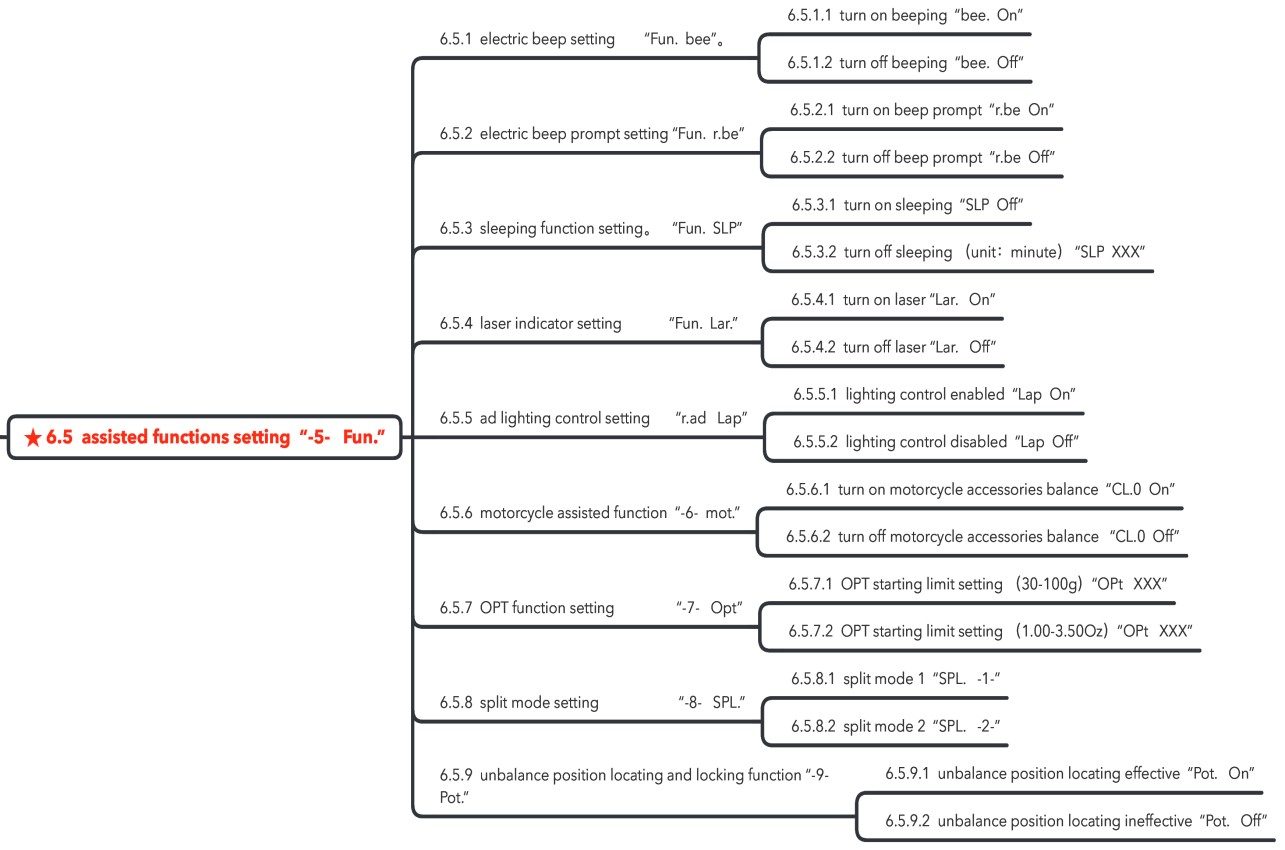 ★ 6.5 assisted functions setting “-5- Fun.”
6.5.1 electric beep setting “Fun. bee”。
6.5.1.1 turn on beeping “bee. On”
6.5.1.2 turn off beeping “bee. Off”
6.5.2 electric beep prompt setting “Fun. r.be”
6.5.2.1 turn on beep prompt “r.be On”
6.5.2.2 turn off beep prompt “r.be Off”
6.5.3 sleeping function setting。 “Fun. SLP”
6.5.3.1 turn on sleeping “SLP Off”
6.5.3.2 turn off sleeping （unit：minute） “SLP XXX”
6.5.4 laser indicator setting “Fun. Lar.”
6.5.4.1 turn on laser “Lar. On”
6.5.4.2 turn off laser “Lar. Off”
6.5.5 ad lighting control setting “r.ad Lap”
6.5.5.1 lighting control enabled “Lap On”
6.5.5.2 lighting control disabled “Lap Off”
6.5.6 motorcycle assisted function “-6- mot.”
6.5.6.1 turn on motorcycle accessories balance “CL.0 On”
6.5.6.2 turn off motorcycle accessories balance “CL.0 Off”
6.5.7 OPT function setting “-7- Opt”
6.5.7.1 OPT starting limit setting （30-100g）“OPt XXX”
6.5.7.2 OPT starting limit setting （1.00-3.50Oz）“OPt XXX”
6.5.8 split mode setting “-8- SPL.”
6.5.8.1 split mode 1 “SPL. -1-”
6.5.8.2 split mode 2 “SPL. -2-”
6.5.9 unbalance position locating and locking function “-9-
Pot.”
6.5.9.1 unbalance position locating effective “Pot. On”
6.5.9.2 unbalance position locating ineffective “Pot. Off”